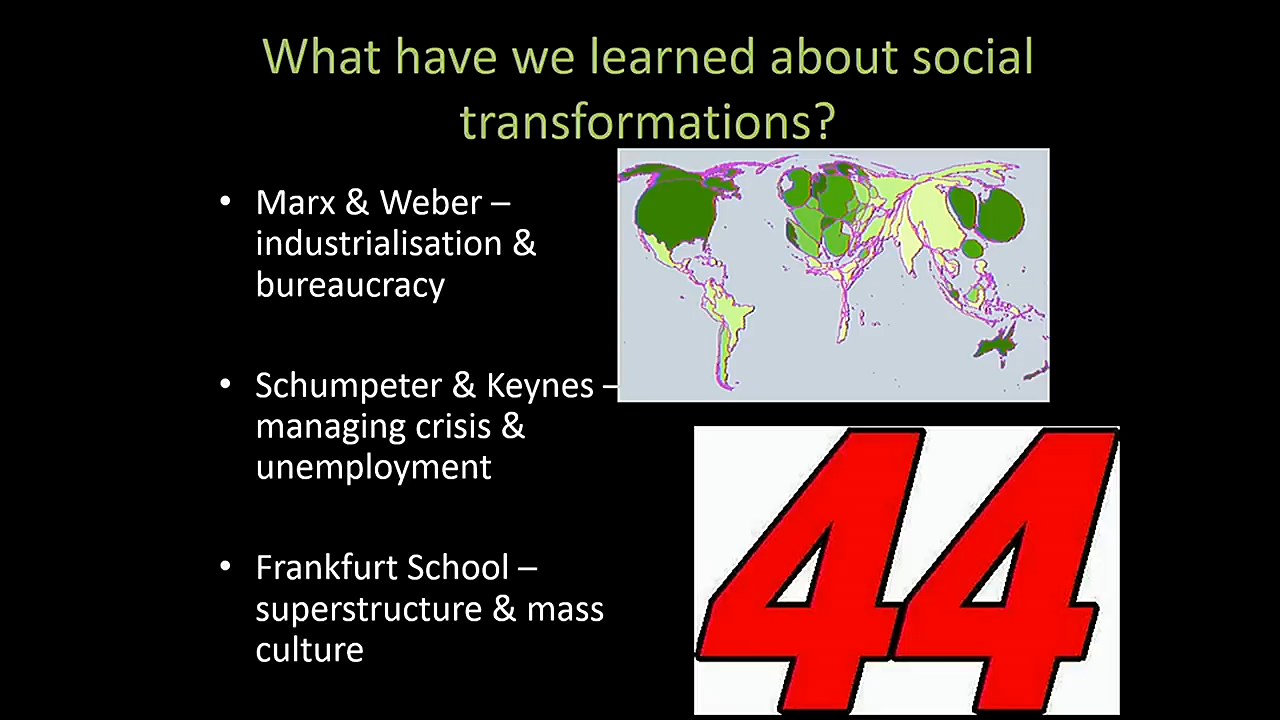 What have we learned about social
transformations?
• Marx & Weber –
industrialisation &
bureaucracy
• Schumpeter & Keynes –
managing crisis &
unemployment
• Frankfurt School –
superstructure & mass
culture
44